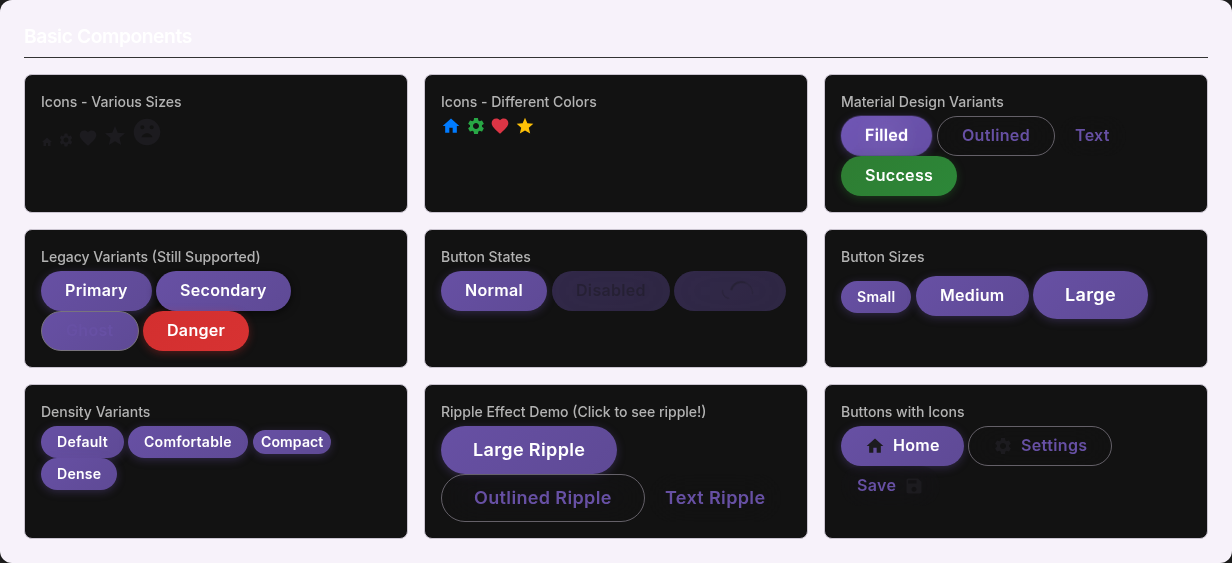 Basic Components
Icons - Various Sizes
Icons - Different Colors
Material Design Variants
Filled
Outlined
Text
Success
Legacy Variants (Still Supported)
Primary
Secondary
Danger
Button States
Normal
Disabled
Button Sizes
Small
Medium
Large
Density Variants
Default
Comfortable
Compact
Dense
Ripple Effect Demo (Click to see ripple!)
Large Ripple
Outlined Ripple
Text Ripple
Buttons with Icons
Home
Settings
Save